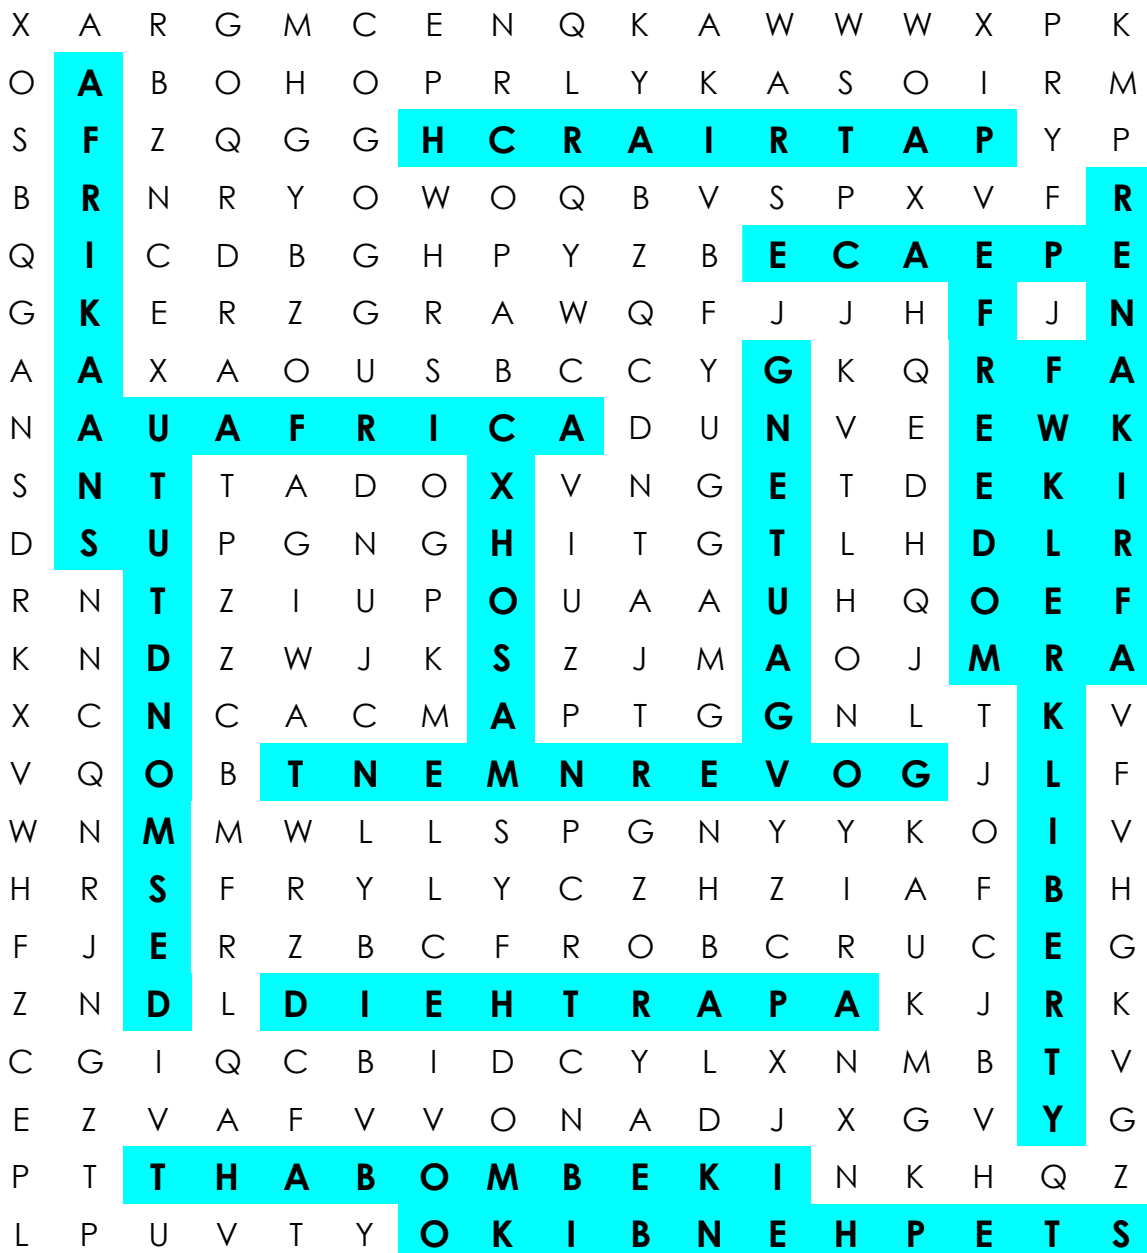 X A R G M C E N Q K A W W W X P K
O A B O H O P R L Y K A S O I R M
S F Z Q G G H C R A I R T A P Y P
B R N R Y O W O Q B V S P X V F R
Q I C D B G H P Y Z B E C A E P E
G K E R Z G R A W Q F J J H F J N
A A X A O U S B C C Y G K Q R F A
N A U A F R I C A D U N V E E W K
S N T T A D O X V N G E T D E K I
D S U P G N G H I T G T L H D L R
R N T Z I U P O U A A U H Q O E F
K N D Z W J K S Z J M A O J M R A
X C N C A C M A P T G G N L T K V
V Q O B T N E M N R E V O G J L F
W N M M W L L S P G N Y Y K O I V
H R S F R Y L Y C Z H Z I A F B H
F J E R Z B C F R O B C R U C E G
Z N D L D I E H T R A P A K J R K
C G I Q C B I D C Y L X N M B T V
E Z V A F V V O N A D J X G V Y G
P T T H A B O M B E K I N K H Q Z
L P U V T Y O K I B N E H P E T S